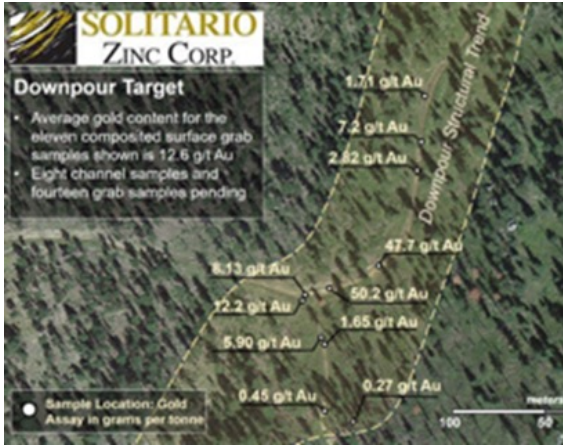 SOLITARIO
ZINC CORP.
Downpour Target
• Average gold content for the
eleven composited surface grab
samples shown is 12.6 g/t Au
• Eight channel samples and
fourteen grab samples pending
1.71 g/t Au
7.2 g/t Au
2.82 g/t Au
Downpour Structural Trend
47.7 g/t Au
8.13 g/t Au
50.2 g/t Au
12.2 g/t Au
1.65 g/t Au
5.90 g/t Au
0.45 g/t Au
0.27 g/t Au
Sample Location: Gold
Assay in grams per tonne
meters
100 50